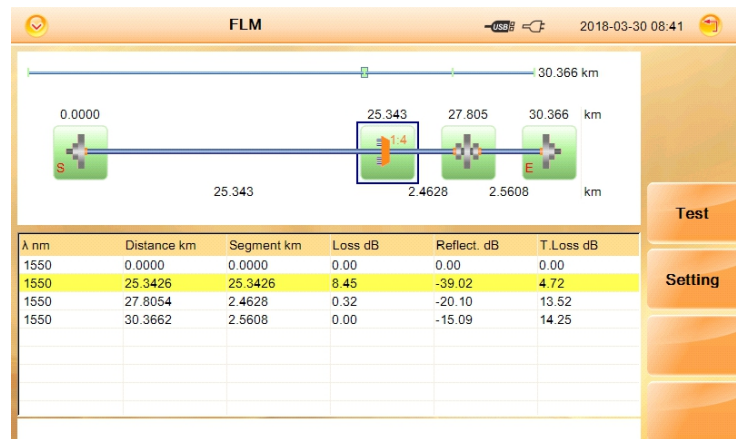 FLM USB 2018-03-30 08:41
30.366 km
0.0000 25.343 27.805 30.366 km
1:4
S E
25.343 2.4628 2.5608 km
Test
λ nm Distance km Segment km Loss dB Reflect. dB T.Loss dB
1550 0.0000 0.0000 0.00 0.00 0.00
1550 25.3426 25.3426 8.45 -39.02 4.72
Setting
1550 27.8054 2.4628 0.32 -20.10 13.52
1550 30.3662 2.5608 0.00 -15.09 14.25